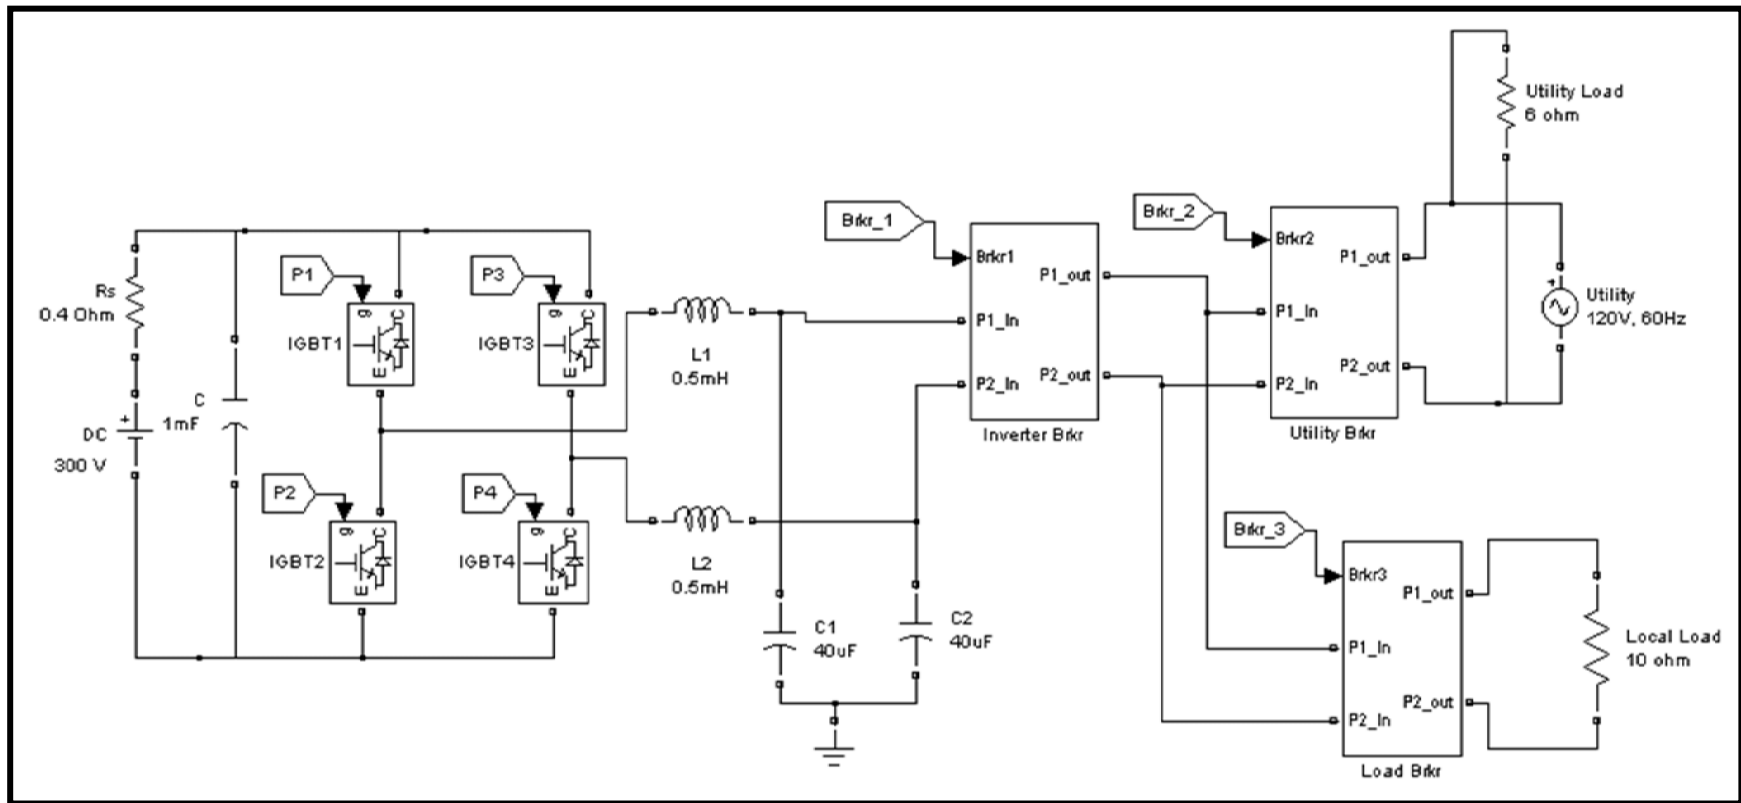 Utility Load
6 ohm
Brkr_1
Brkr_2
Brkr2
P1_out
P1_In
P2_out
P2_In
Utility Brkr
Utility
120V, 60Hz
Brkr1
P1_out
P1_In
P2_out
P2_In
Inverter Brkr
P1
P3
Rs
0.4 Ohm
g
C
E
IGBT1
g
C
E
IGBT3
L1
0.5mH
C
1mF
+
DC
300 V
P2
P4
g
C
E
IGBT2
g
C
E
IGBT4
L2
0.5mH
C1
40uF
C2
40uF
Brkr_3
Brkr3
P1_out
P1_In
P2_out
P2_In
Load Brkr
Local Load
10 ohm